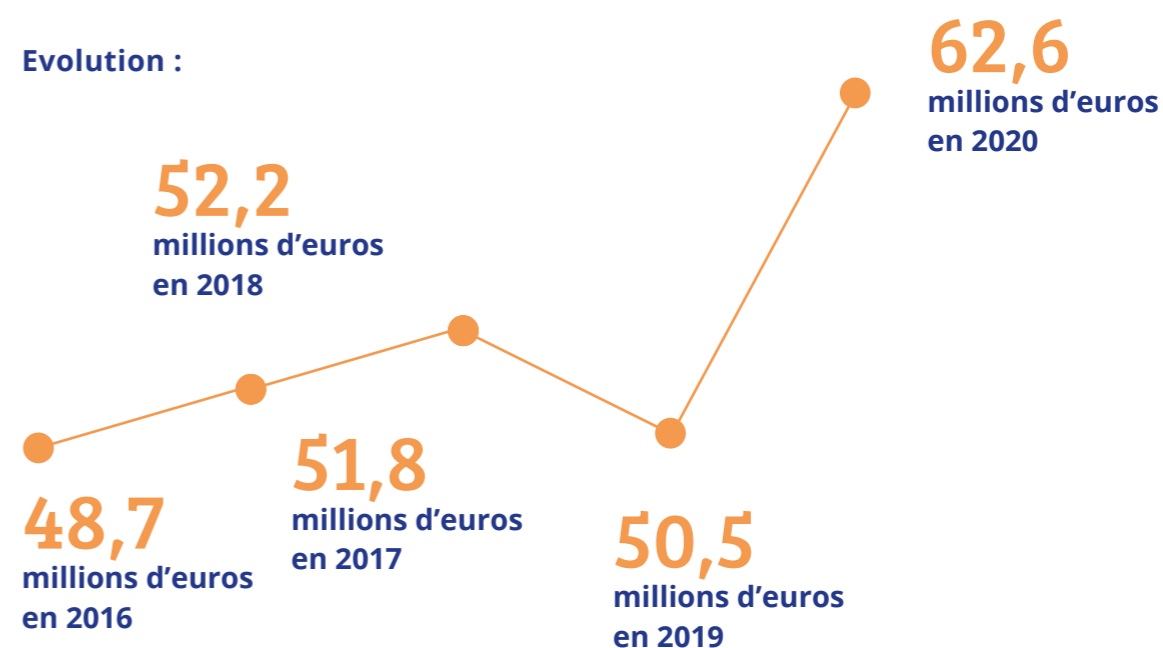 Evolution :
48,7
millions d’euros
en 2016
51,8
millions d’euros
en 2017
52,2
millions d’euros
en 2018
50,5
millions d’euros
en 2019
62,6
millions d’euros
en 2020